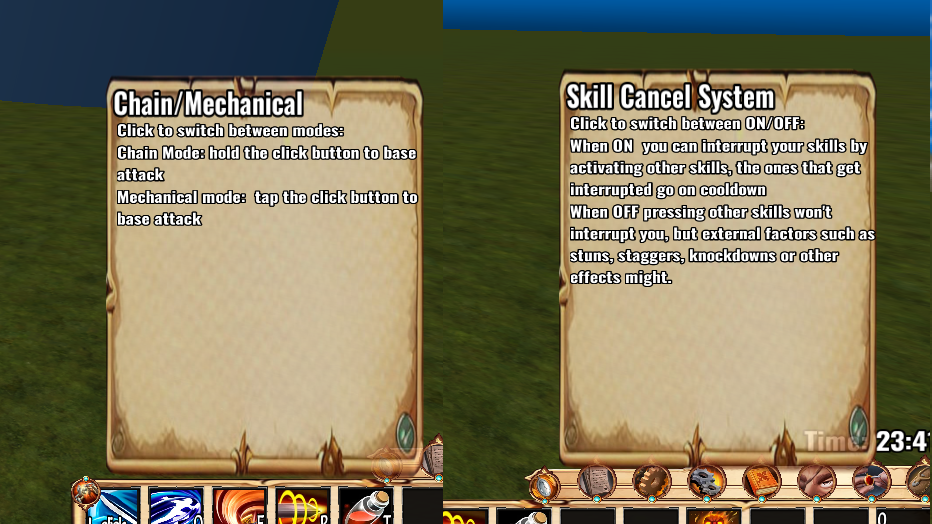 Chain/Mechanical
Click to switch between modes:
Chain Mode: hold the click button to base
attack
Mechanical mode:  tap the click button to
base attack
Skill Cancel System
Click to switch between ON/OFF:
When ON  you can interrupt your skills by
activating other skills, the ones that get
interrupted go on cooldown
When OFF pressing other skills won't
interrupt you, but external factors such as
stuns, staggers, knockdowns or other
effects might.
Time: 23:4